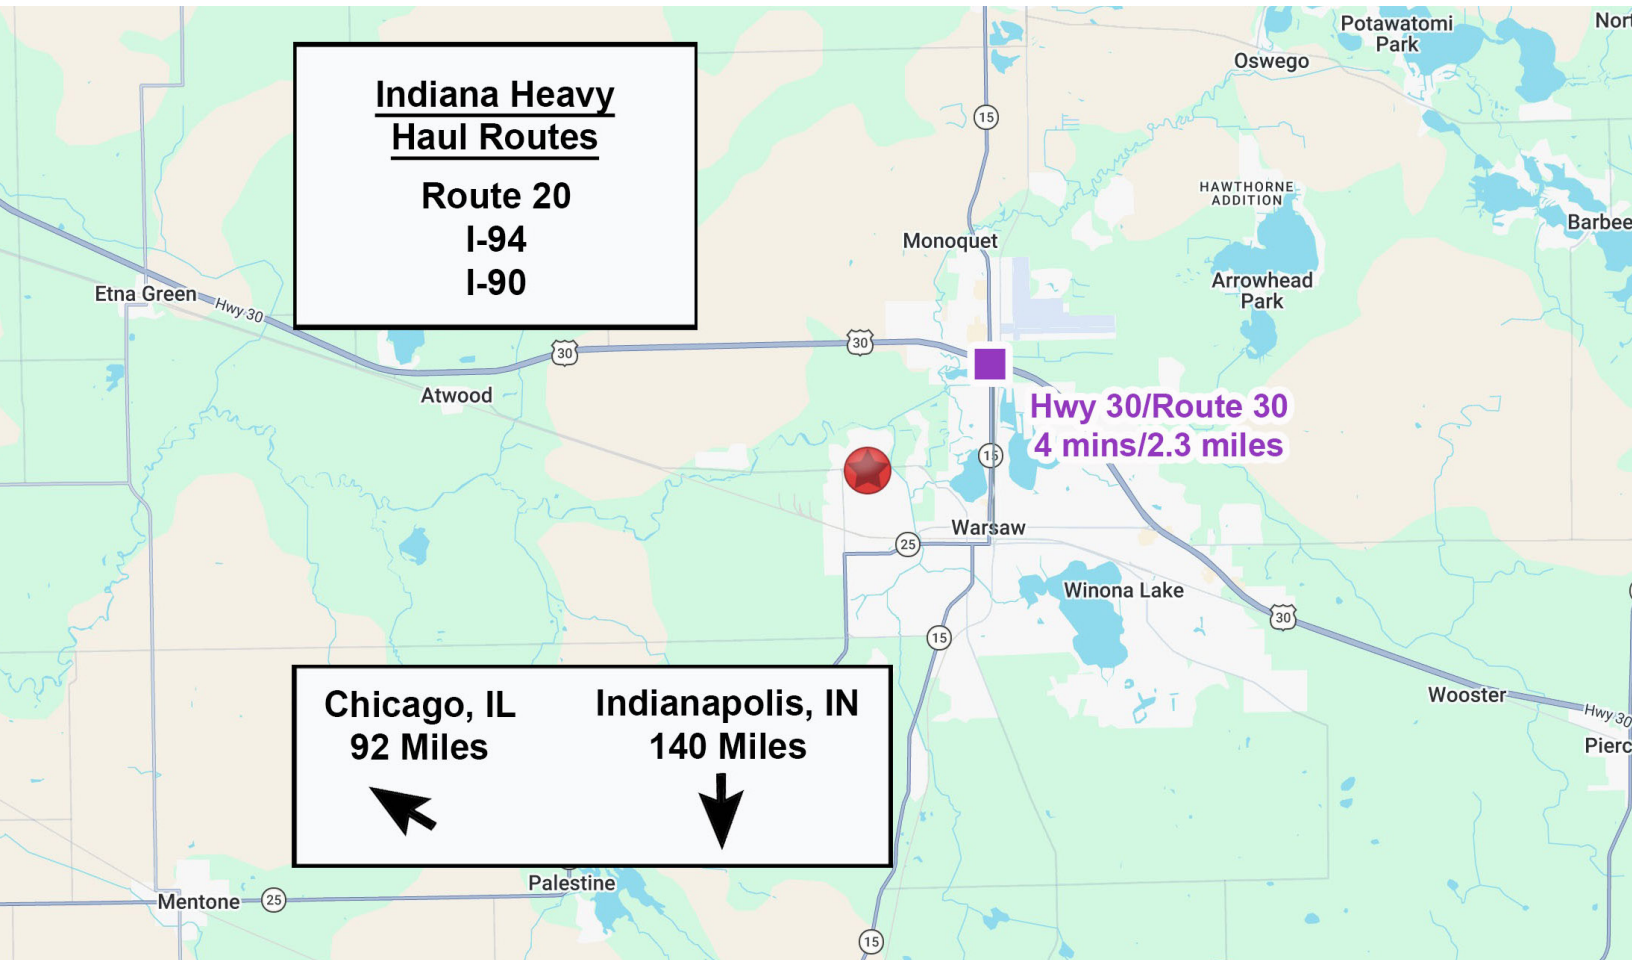 Potawatomi
Park
Nort
Oswego
Indiana Heavy
Haul Routes
Route 20
I-94
I-90
15
HAWTHORNE
ADDITION
Barbee
Monoquet
Arrowhead
Park
Etna Green
Hwy 30
30
30
Atwood
Hwy 30/Route 30
4 mins/2.3 miles
15
Warsaw
25
Winona Lake
30
15
Wooster
Hwy 30
Pierc
Chicago, IL
92 Miles
Indianapolis, IN
140 Miles
Palestine
Mentone
25
15